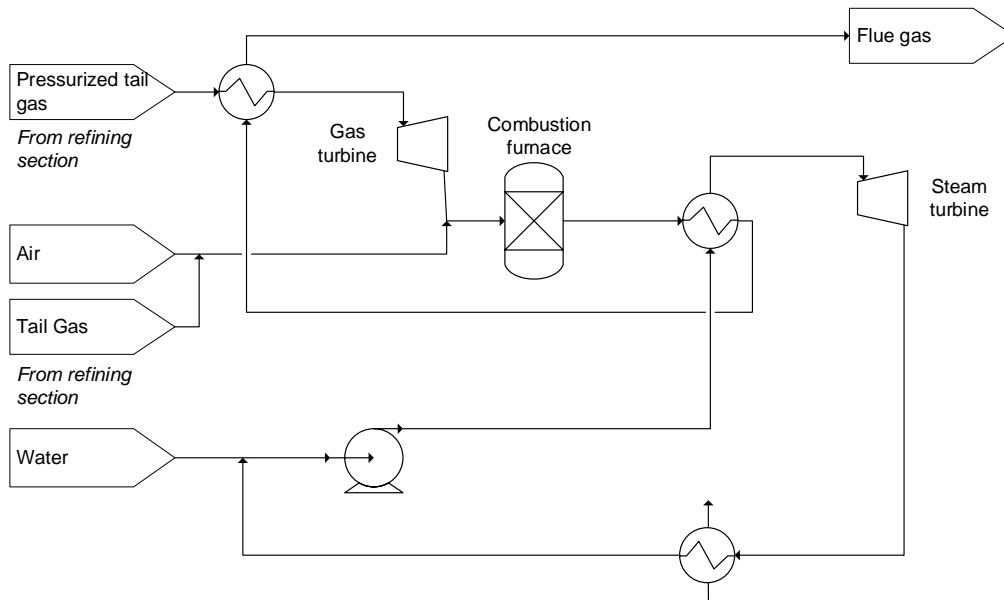 Flue gas
Pressurized tail
gas
From refining
section
Gas
turbine
Combustion
furnace
Steam
turbine
Air
Tail Gas
From refining
section
Water